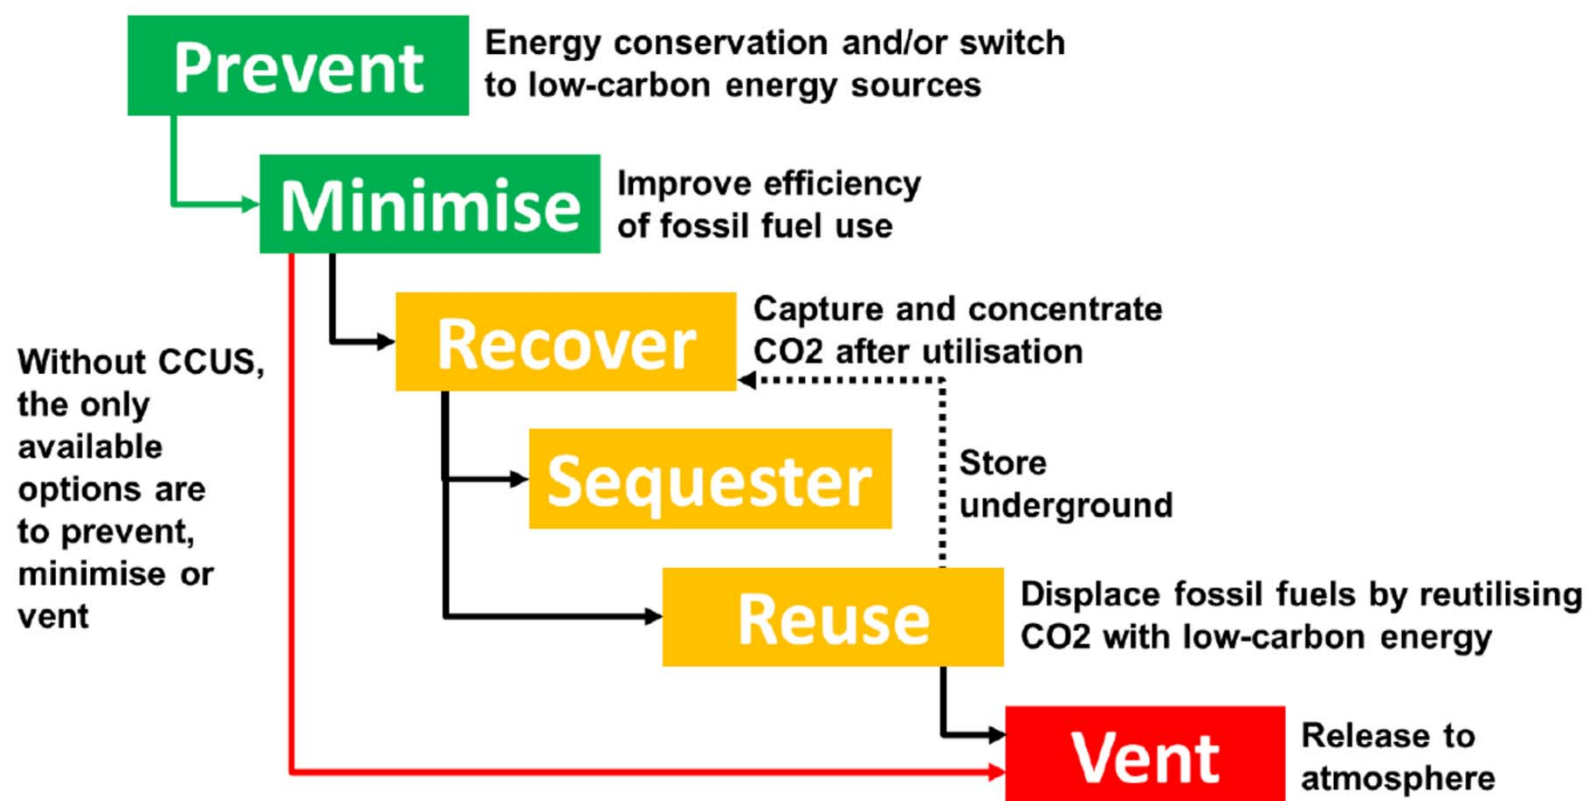 Prevent
Energy conservation and/or switch
to low-carbon energy sources
Minimise
Improve efficiency
of fossil fuel use
Recover
Capture and concentrate
CO2 after utilisation
Without CCUS,
the only
available
options are
to prevent,
minimise or
vent
Sequester
Store
underground
Reuse
Displace fossil fuels by reutilising
CO2 with low-carbon energy
Vent
Release to
atmosphere